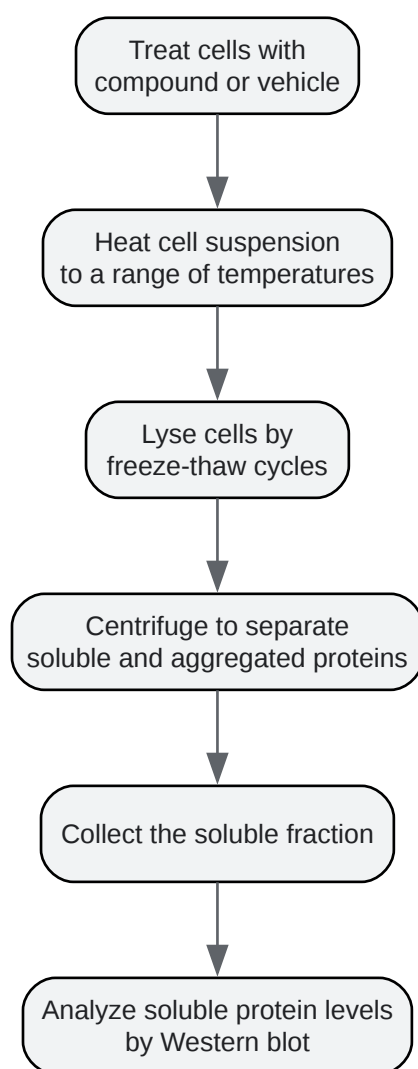 Treat cells with
compound or vehicle
Heat cell suspension
to a range of temperatures
Lyse cells by
freeze-thaw cycles
Centrifuge to separate
soluble and aggregated proteins
Collect the soluble fraction
Analyze soluble protein levels
by Western blot